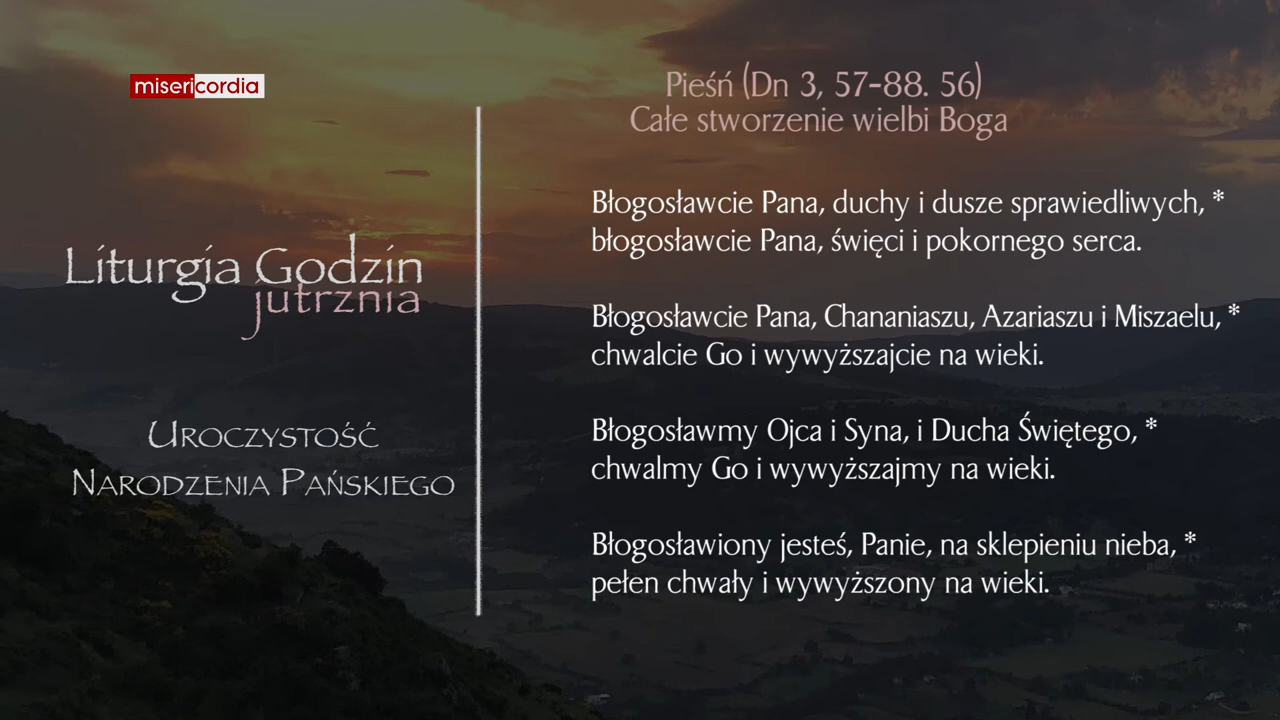 misericordia
Liturgia Godzin
jutrznia
Uroczystość
Narodzenia Pańskiego
Pieśń (Dn 3, 57-88. 56)
Całe stworzenie wielbi Boga
Błogosławcie Pana, duchy i dusze sprawiedliwych, *
błogosławcie Pana, święci i pokornego serca.
Błogosławcie Pana, Chananiaszu, Azariaszu i Miszaelu, *
chwalcie Go i wywyższajcie na wieki.
Błogosławmy Ojca i Syna, i Ducha Świętego, *
chwalmy Go i wywyższajmy na wieki.
Błogosławiony jesteś, Panie, na sklepieniu nieba, *
pełen chwały i wywyższony na wieki.